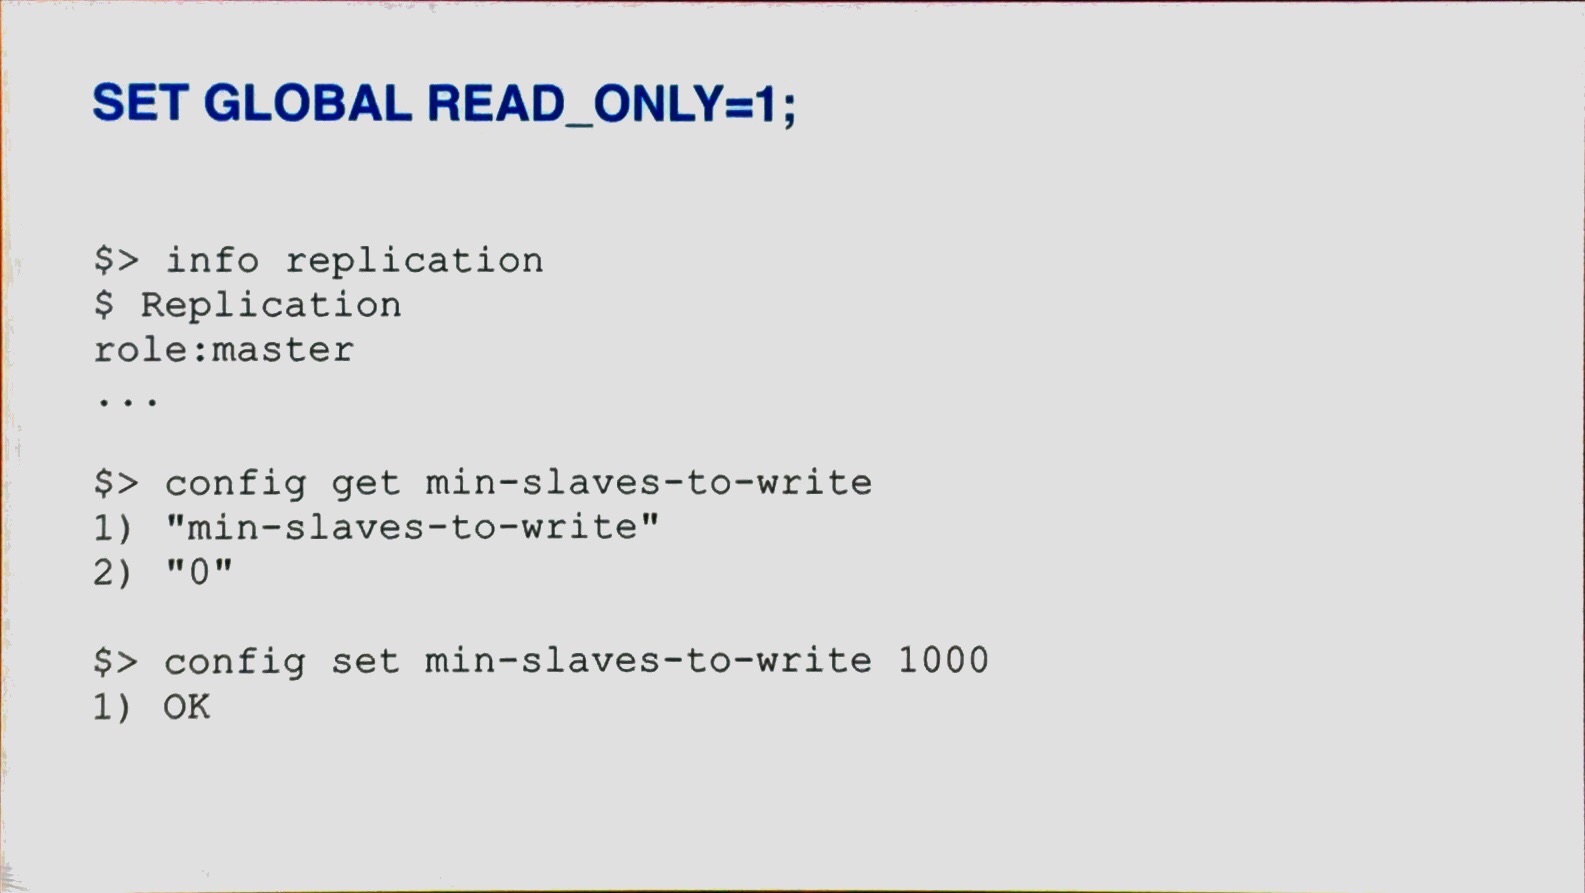 SET GLOBAL READ_ONLY=1;
$> info replication
$ Replication
role:master
...
$> config get min-slaves-to-write
1) "min-slaves-to-write"
2) "0"
$> config set min-slaves-to-write 1000
1) OK